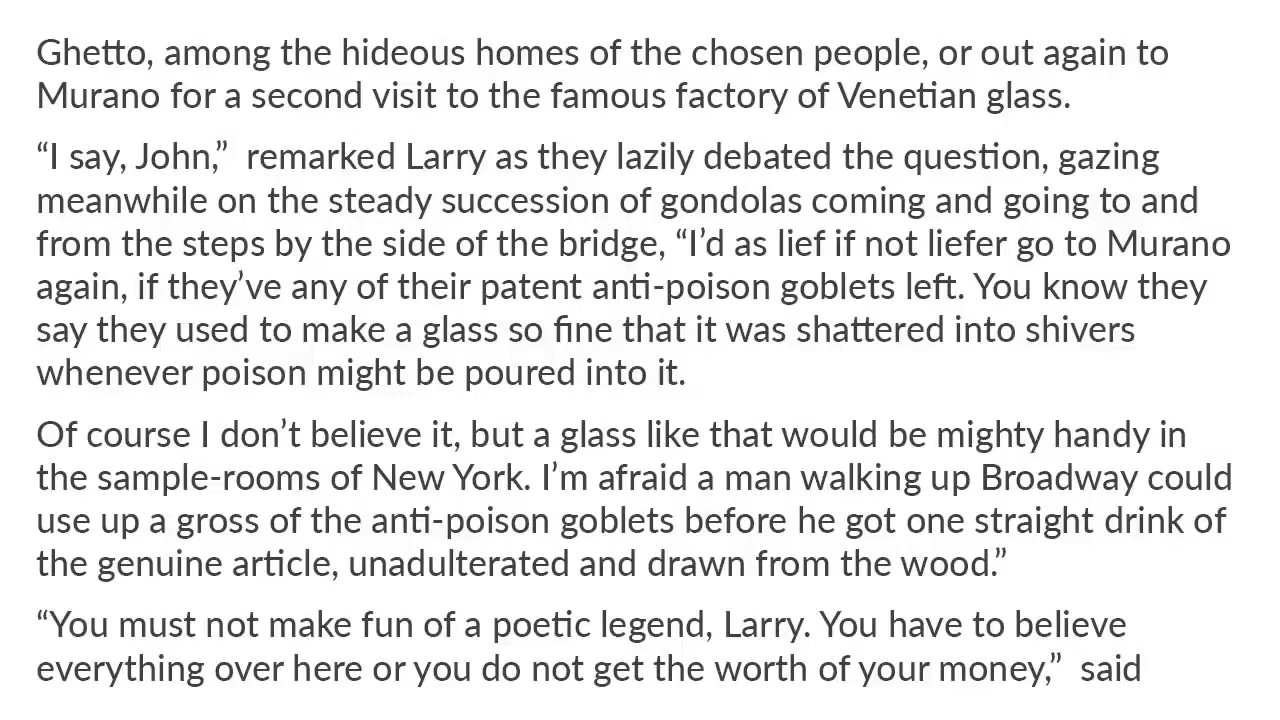 Ghetto, among the hideous homes of the chosen people, or out again to
Murano for a second visit to the famous factory of Venetian glass.
“I say, John,”  remarked Larry as they lazily debated the question, gazing
meanwhile on the steady succession of gondolas coming and going to and
from the steps by the side of the bridge, “I’d as lief if not liefer go to Murano
again, if they’ve any of their patent anti-poison goblets left. You know they
say they used to make a glass so fine that it was shattered into shivers
whenever poison might be poured into it.
Of course I don’t believe it, but a glass like that would be mighty handy in
the sample-rooms of New York. I’m afraid a man walking up Broadway could
use up a gross of the anti-poison goblets before he got one straight drink of
the genuine article, unadulterated and drawn from the wood.”
“You must not make fun of a poetic legend, Larry. You have to believe
everything over here or you do not get the worth of your money,”  said